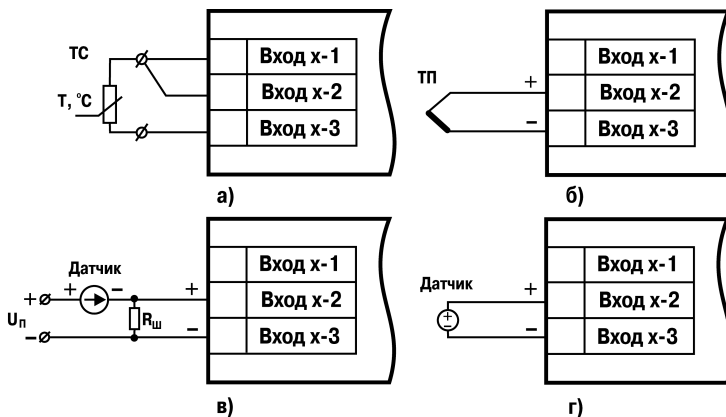 ТС
Т, °С
Вход x-1
Вход x-2
Вход x-3
а)
ТП
+
–
Вход x-1
Вход x-2
Вход x-3
б)
Датчик
+
+
–
+
Uп
Rш
–
–
Вход x-1
Вход x-2
Вход x-3
в)
Датчик
+
+
–
–
Вход x-1
Вход x-2
Вход x-3
г)